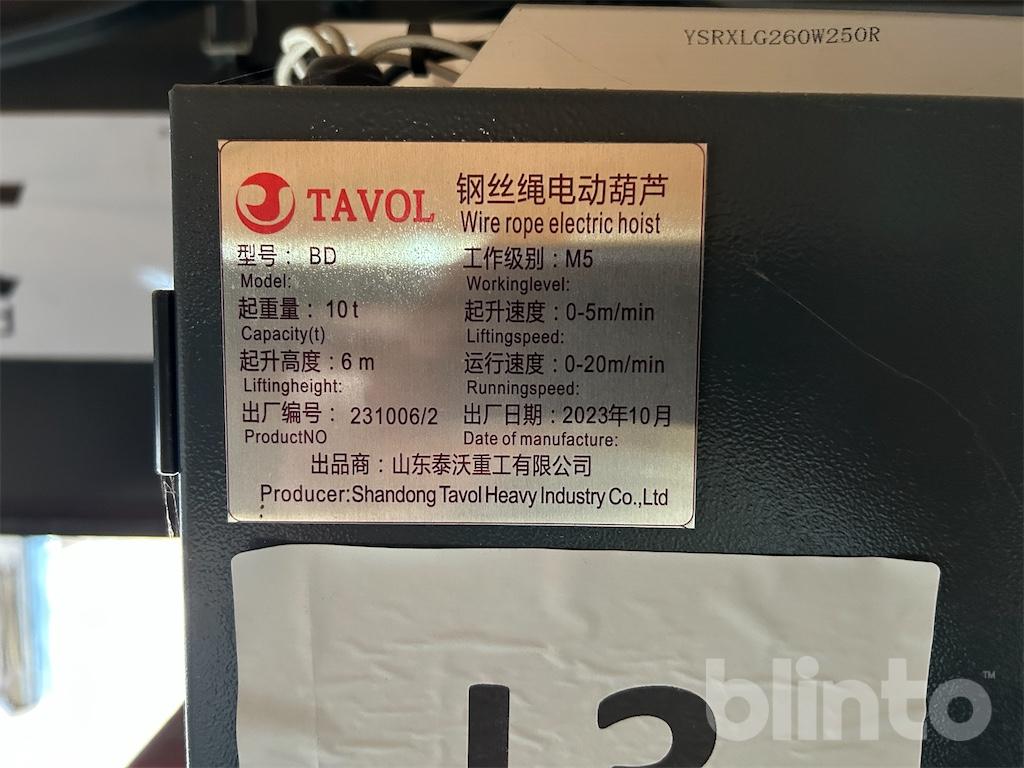 YSRXLG260W250R
TAVOL
钢丝绳电动葫芦
Wire rope electric hoist
型号： BD
Model:
工作级别：M5
Workinglevel:
起重量：10t
Capacity(t)
起升速度：0-5m/min
Liftingspeed:
起升高度：6 m
Liftingheight:
运行速度：0-20m/min
Runningspeed:
出厂编号： 231006/2
ProductNO
出厂日期：2023年10月
Date of manufacture:
出品商：山东泰沃重工有限公司
Producer:Shandong Tavol Heavy Industry Co.,Ltd
blinto™